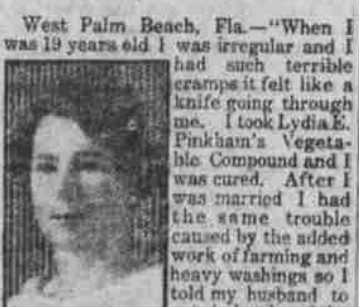 West Palm Beach, Fla.—"When I
was 19 years old I was irregular and I
had such terrible
cramps it felt like a
knife going through
me. I took Lydia E.
Pinkham's Vegeta-
ble Compound and I
was cured. After I
was married I had
the same trouble
caused by the added
work of farming and
heavy washings so I
told my husband to